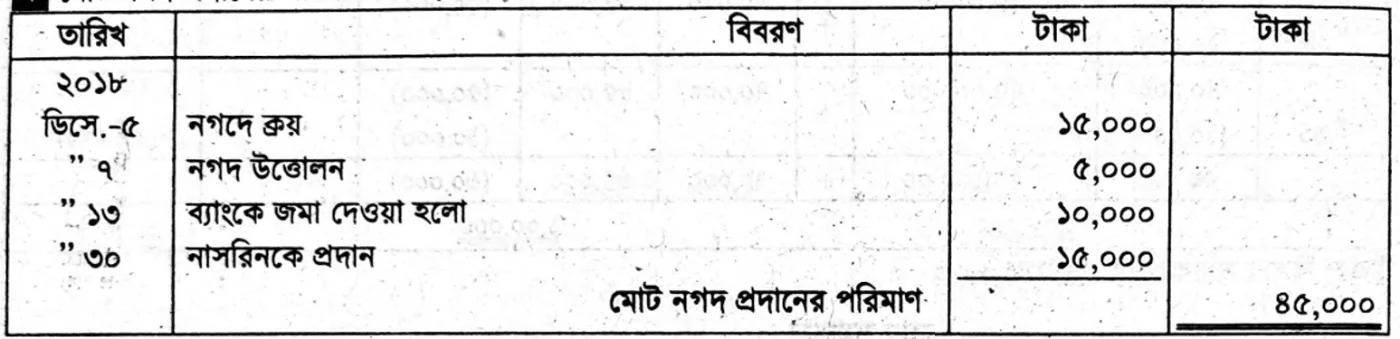 তারিখ বিবরণ টাকা টাকা
২০১৮
ডিসে.-৫ নগদে ক্রয় ১৫,০০০
" ৭ নগদ উত্তোলন ৫,০০০
" ১৩ ব্যাংকে জমা দেওয়া হলো ১০,০০০
" ৩০ নাসরিনকে প্রদান ১৫,০০০
মোট নগদ প্রদানের পরিমাণ ৪৫,০০০